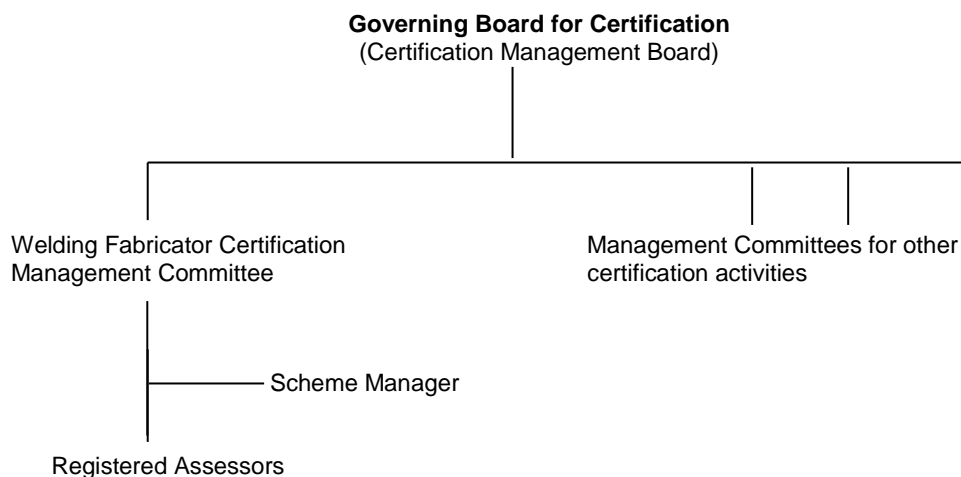 Governing Board for Certification
(Certification Management Board)
Welding Fabricator Certification
Management Committee
Management Committees for other
certification activities
Scheme Manager
Registered Assessors